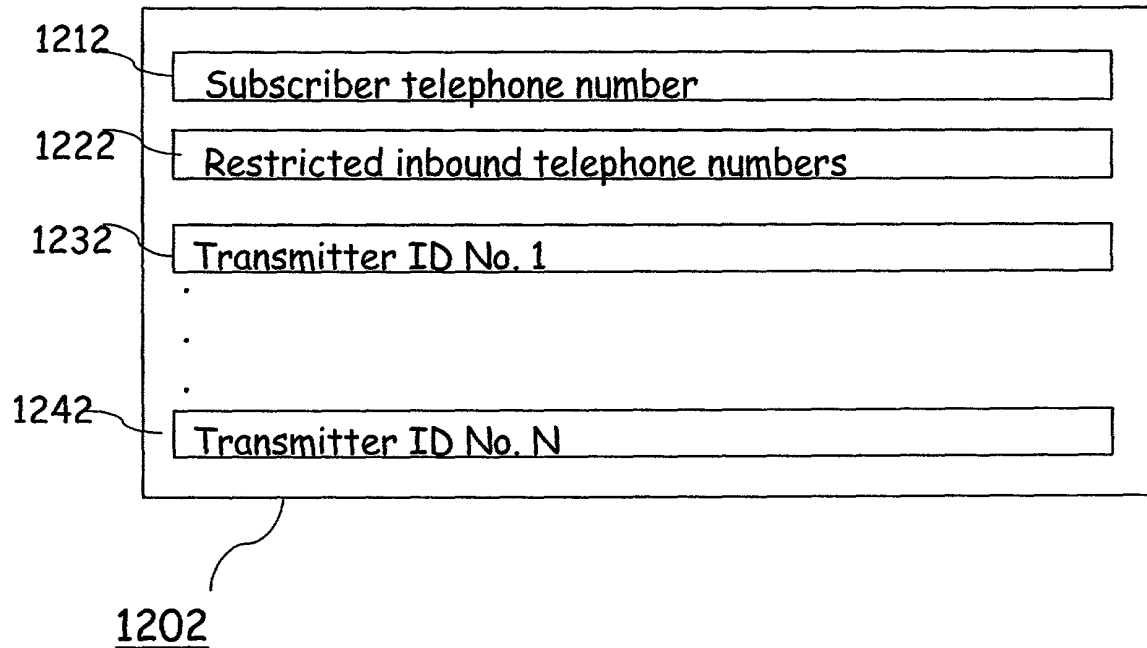 1212
Subscriber telephone number
1222
Restricted inbound telephone numbers
1232
Transmitter ID No. 1
1242
Transmitter ID No. N
1202